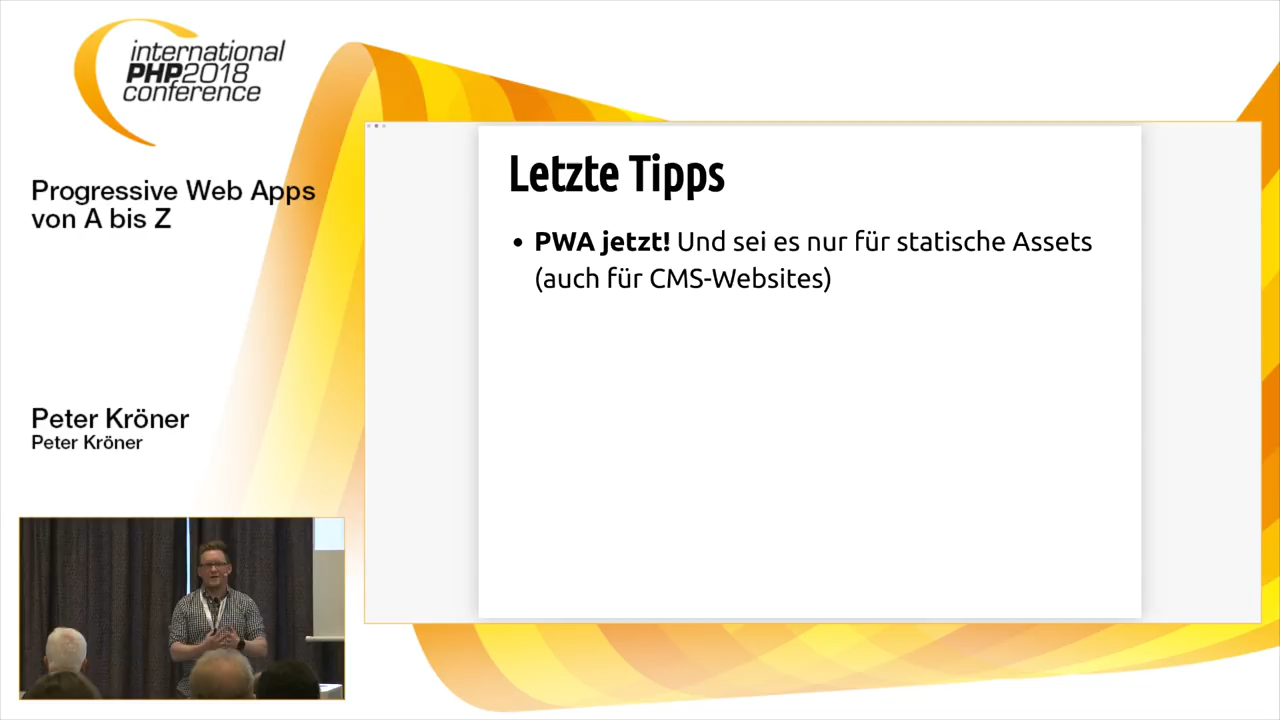 international
PHP2018
conference
Progressive Web Apps
von A bis Z
Peter Kröner
Peter Kröner
Letzte Tipps
• PWA jetzt! Und sei es nur für statische Assets
(auch für CMS-Websites)